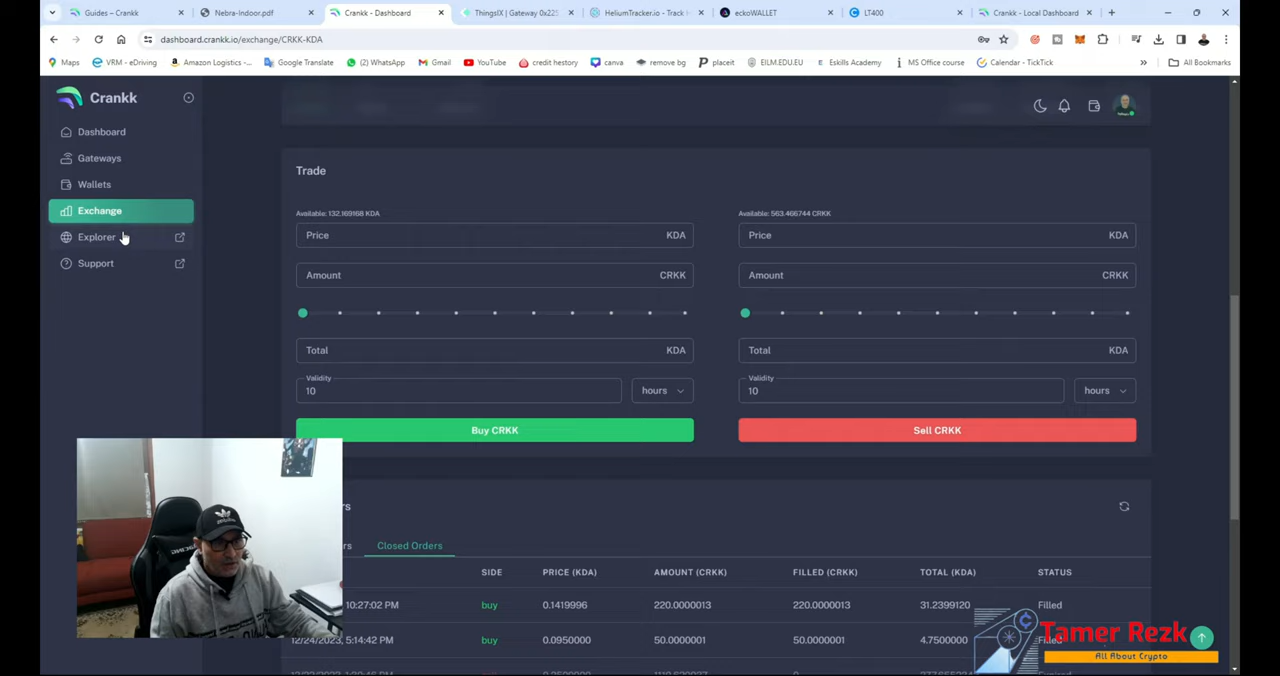 Guides – Crankk
Nebra-Indoor.pdf
Crankk - Dashboard
ThingsIX | Gateway 0x225
HeliumTracker.io - Track H
eckoWALLET
LT400
Crankk - Local Dashboard
dashboard.crankk.io/exchange/CRKK-KDA
Maps
VRM - eDriving
Amazon Logistics -...
Google Translate
(2) WhatsApp
Gmail
YouTube
credit hestory
canva
remove bg
placeit
EILM.EDU.EU
Eskills Academy
MS Office course
Calendar - TickTick
All Bookmarks
Crankk
Dashboard
Gateways
Wallets
Exchange
Explorer
Support
Trade
Available: 132.169168 KDA
Available: 563.466744 CRKK
Price KDA
Price KDA
Amount CRKK
Amount CRKK
Total KDA
Total KDA
Validity
10 hours
Validity
10 hours
Buy CRKK
Sell CRKK
Closed Orders
SIDE PRICE (KDA) AMOUNT (CRKK) FILLED (CRKK) TOTAL (KDA) STATUS
10:27:02 PM buy 0.1419996 220.0000013 220.0000013 31.2399120 Filled
12/24/2023, 5:14:42 PM buy 0.0950000 50.0000001 50.0000001 4.7500000
Tamer Rezk
All About Crypto